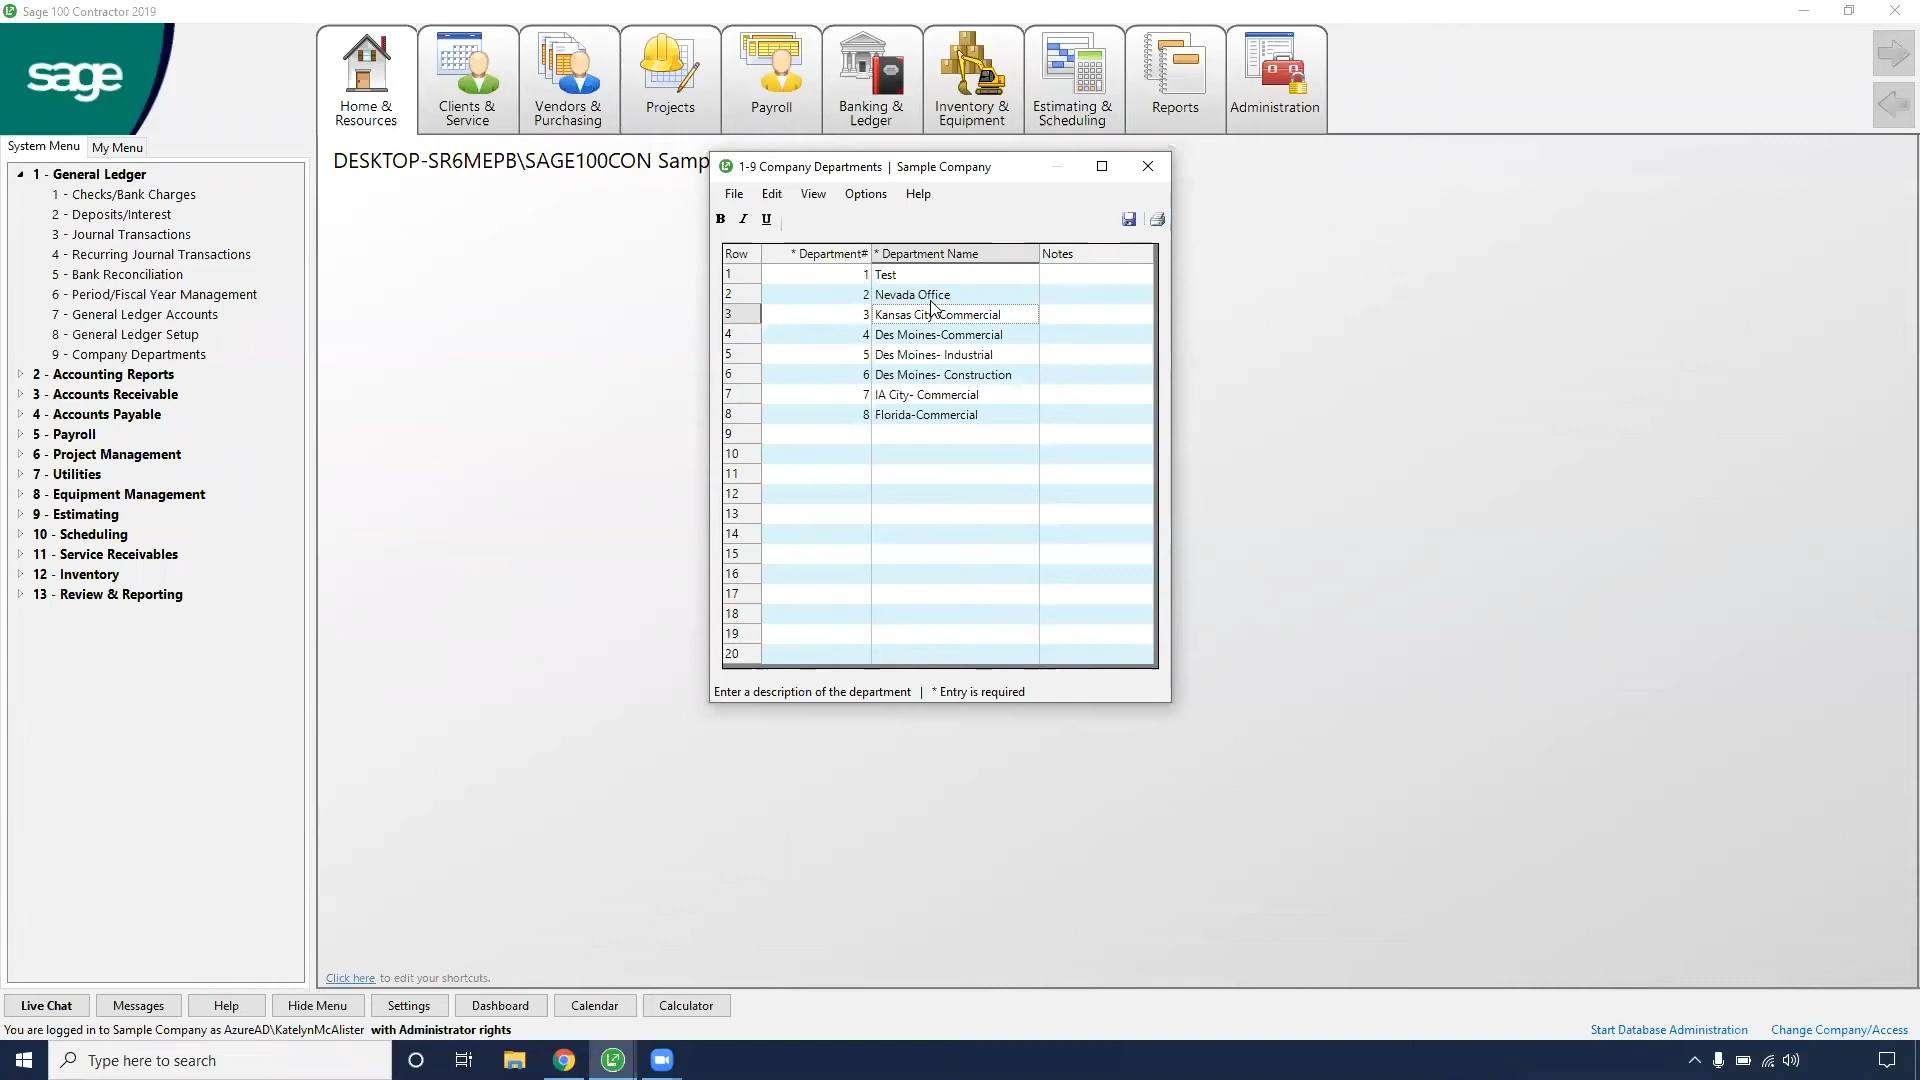 Sage 100 Contractor 2019
sage
Home &
Resources
Clients &
Service
Vendors &
Purchasing
Projects
Payroll
Banking &
Ledger
Inventory &
Equipment
Estimating &
Scheduling
Reports
Administration
System Menu
My Menu
1 - General Ledger
1 - Checks/Bank Charges
2 - Deposits/Interest
3 - Journal Transactions
4 - Recurring Journal Transactions
5 - Bank Reconciliation
6 - Period/Fiscal Year Management
7 - General Ledger Accounts
8 - General Ledger Setup
9 - Company Departments
2 - Accounting Reports
3 - Accounts Receivable
4 - Accounts Payable
5 - Payroll
6 - Project Management
7 - Utilities
8 - Equipment Management
9 - Estimating
10 - Scheduling
11 - Service Receivables
12 - Inventory
13 - Review & Reporting
DESKTOP-SR6MEPB\SAGE100CON Samp
1-9 Company Departments | Sample Company
File Edit View Options Help
B I U
Row * Department# * Department Name Notes
1 1 Test
2 2 Nevada Office
3 3 Kansas City-Commercial
4 4 Des Moines-Commercial
5 5 Des Moines- Industrial
6 6 Des Moines- Construction
7 7 IA City- Commercial
8 8 Florida-Commercial
9
10
11
12
13
14
15
16
17
18
19
20
Enter a description of the department | * Entry is required
Click here to edit your shortcuts.
Live Chat Messages Help Hide Menu Settings Dashboard Calendar Calculator
You are logged in to Sample Company as AzureAD\KatelynMcAlister with Administrator rights
Start Database Administration Change Company/Access
Type here to search